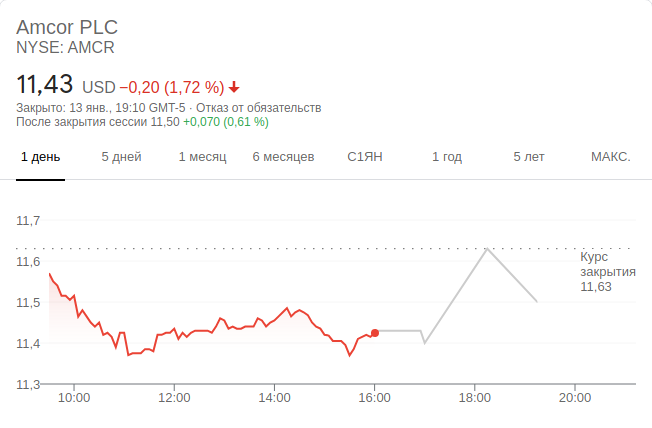 Amcor PLC
NYSE: AMCR
11,43 USD −0,20 (1,72 %)
Закрыто: 13 янв., 19:10 GMT-5 · Отказ от обязательств
После закрытия сессии 11,50 +0,070 (0,61 %)
1 день 5 дней 1 месяц 6 месяцев С1ЯН 1 год 5 лет МАКС.
11,7
11,6
11,5
11,4
11,3
Курс
закрытия
11,63
10:00 12:00 14:00 16:00 18:00 20:00